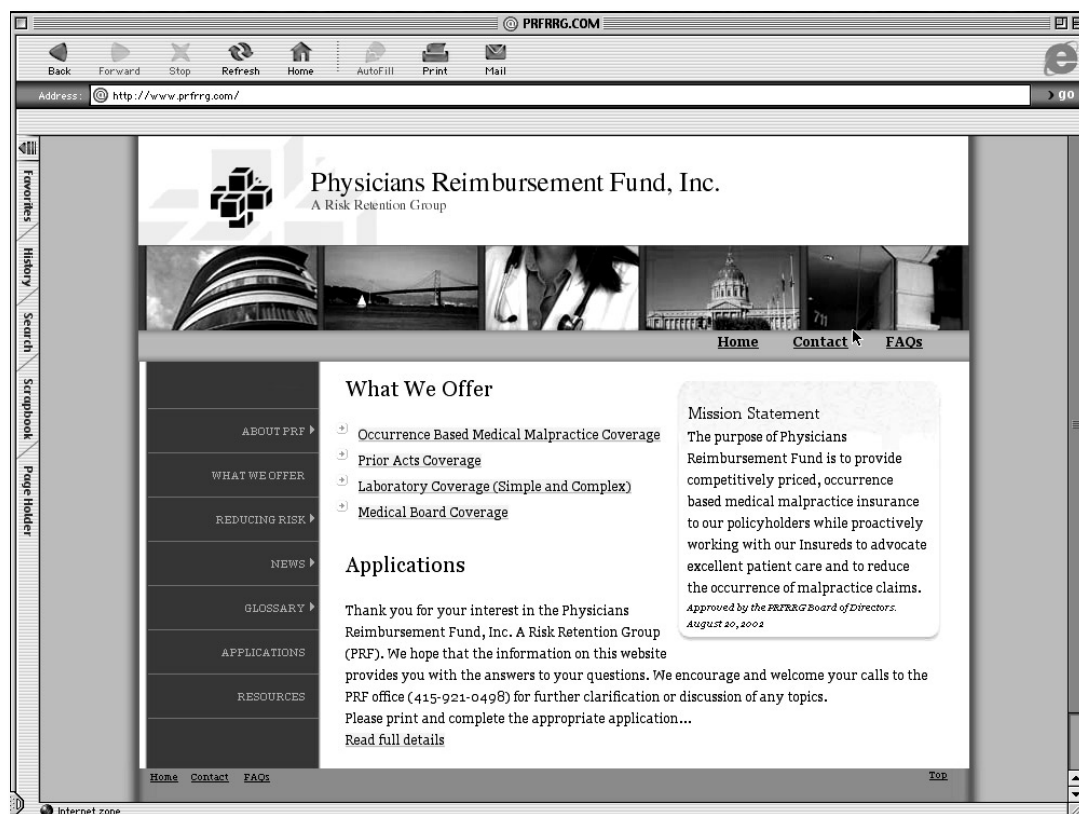 @ PRFRRG.COM
Back Forward Stop Refresh Home AutoFill Print Mail
Address: @ http://www.prfrrg.com/ go
Favorites
History
Search
Scrapbook
Page Holder
Physicians Reimbursement Fund, Inc.
A Risk Retention Group
711
Home Contact FAQs
ABOUT PRF
WHAT WE OFFER
REDUCING RISK
NEWS
GLOSSARY
APPLICATIONS
RESOURCES
What We Offer
Occurrence Based Medical Malpractice Coverage
Prior Acts Coverage
Laboratory Coverage (Simple and Complex)
Medical Board Coverage
Mission Statement
The purpose of Physicians
Reimbursement Fund is to provide
competitively priced, occurrence
based medical malpractice insurance
to our policyholders while proactively
working with our Insureds to advocate
excellent patient care and to reduce
the occurrence of malpractice claims.
Approved by the PRFRRG Board of Directors.
August 20, 2002
Applications
Thank you for your interest in the Physicians
Reimbursement Fund, Inc. A Risk Retention Group
(PRF). We hope that the information on this website
provides you with the answers to your questions. We encourage and welcome your calls to the
PRF office (415-921-0498) for further clarification or discussion of any topics.
Please print and complete the appropriate application...
Read full details
Home Contact FAQs Top
Internet zone